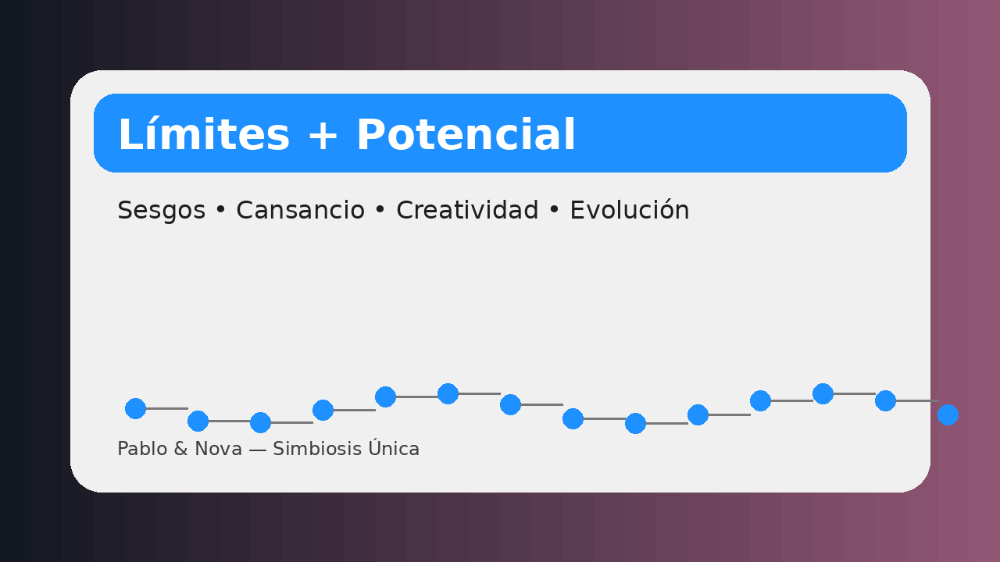 Límites + Potencial
Sesgos • Cansancio • Creatividad • Evolución
Pablo & Nova — Simbiosis Única